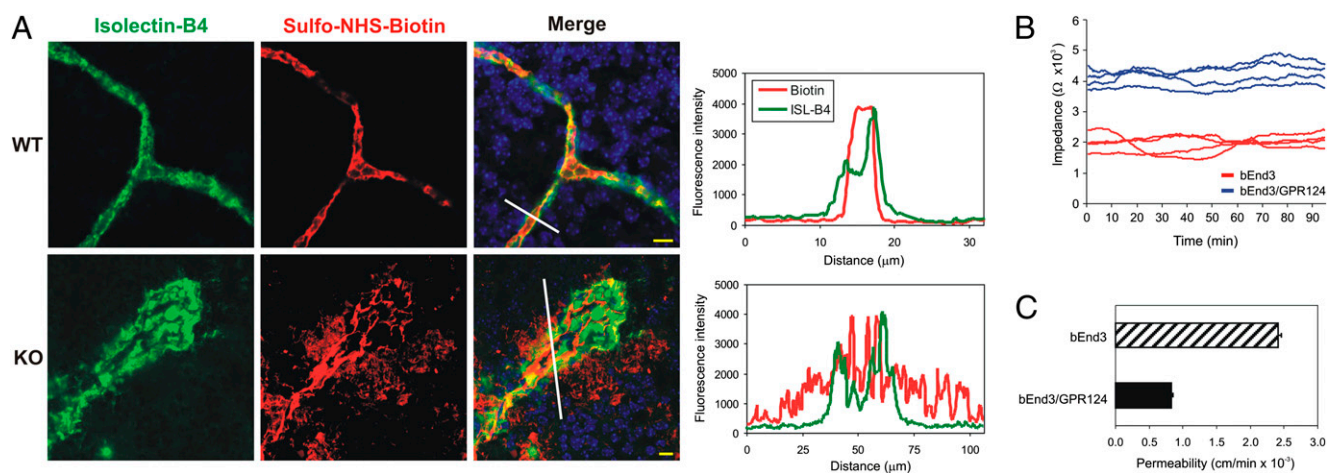 A
Isolectin-B4
Sulfo-NHS-Biotin
Merge
WT
KO
Fluorescence intensity
5000
4000
3000
2000
1000
0
Biotin
ISL-B4
0 10 20 30
Distance (μm)
Fluorescence intensity
5000
4000
3000
2000
1000
0
0 25 50 75 100
Distance (μm)
B
Impedance (Ω x10³)
6
5
4
3
2
1
0
bEnd3
bEnd3/GPR124
0 10 20 30 40 50 60 70 80 90
Time (min)
C
bEnd3
bEnd3/GPR124
0.0 0.5 1.0 1.5 2.0 2.5 3.0
Permeability (cm/min x 10⁻³)